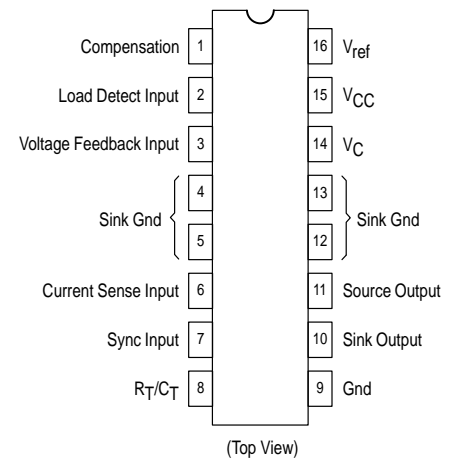 Compensation 1 16 Vref
Load Detect Input 2 15 VCC
Voltage Feedback Input 3 14 VC
4 13
Sink Gnd Sink Gnd
5 12
Current Sense Input 6 11 Source Output
Sync Input 7 10 Sink Output
RT/CT 8 9 Gnd
(Top View)